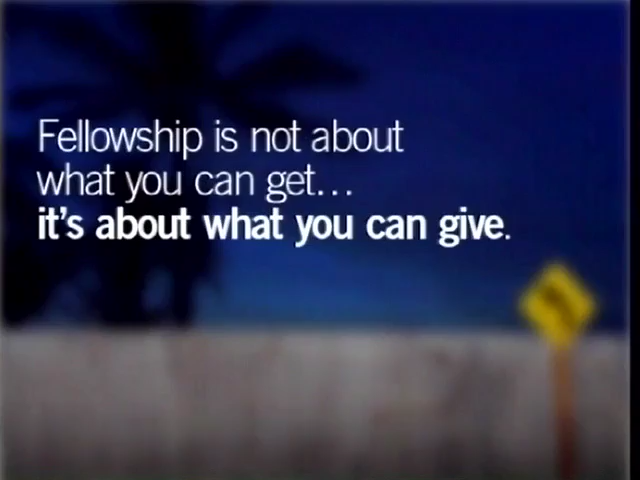 Fellowship is not about
what you can get...
it's about what you can give.